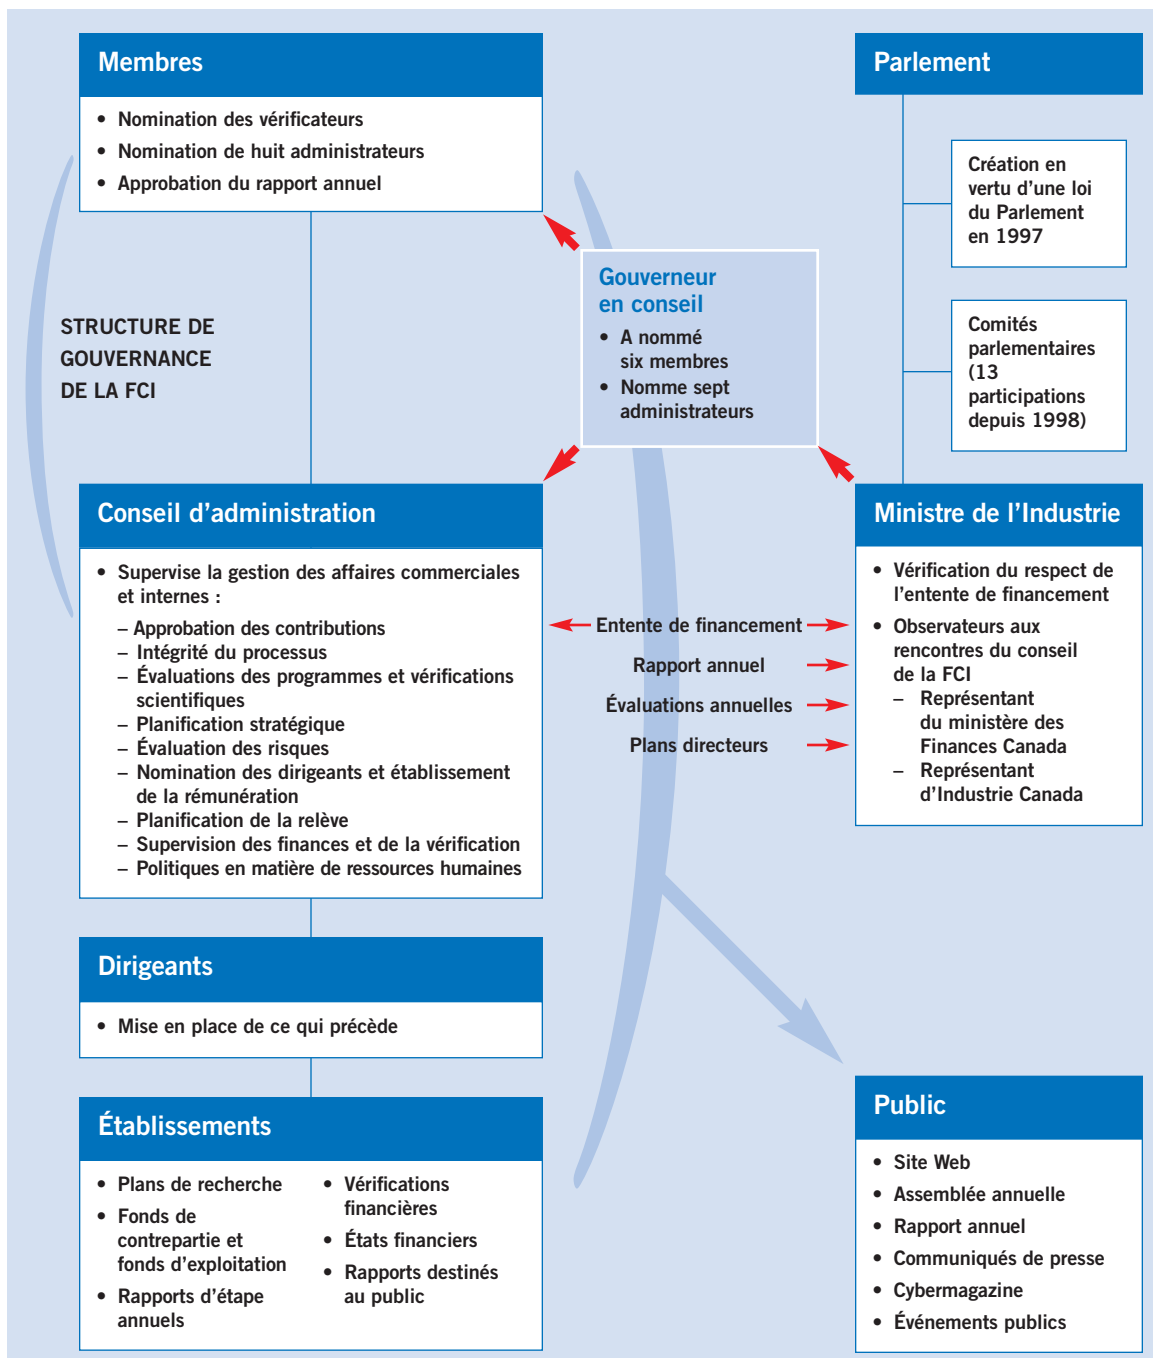 Membres
• Nomination des vérificateurs
• Nomination de huit administrateurs
• Approbation du rapport annuel
STRUCTURE DE
GOUVERNANCE
DE LA FCI
Gouverneur
en conseil
• A nommé
six membres
• Nomme sept
administrateurs
Parlement
Création en
vertu d’une loi
du Parlement
en 1997
Comités
parlementaires
(13
participations
depuis 1998)
Conseil d’administration
• Supervise la gestion des affaires commerciales
et internes :
– Approbation des contributions
– Intégrité du processus
– Évaluations des programmes et vérifications
scientifiques
– Planification stratégique
– Évaluation des risques
– Nomination des dirigeants et établissement
de la rémunération
– Planification de la relève
– Supervision des finances et de la vérification
– Politiques en matière de ressources humaines
Entente de financement
Rapport annuel
Évaluations annuelles
Plans directeurs
Ministre de l’Industrie
• Vérification du respect de
l’entente de financement
• Observateurs aux
rencontres du conseil
de la FCI
– Représentant
du ministère des
Finances Canada
– Représentant
d’Industrie Canada
Dirigeants
• Mise en place de ce qui précède
Établissements
• Plans de recherche
• Fonds de
contrepartie et
fonds d’exploitation
• Rapports d’étape
annuels
• Vérifications
financières
• États financiers
• Rapports destinés
au public
Public
• Site Web
• Assemblée annuelle
• Rapport annuel
• Communiqués de presse
• Cybermagazine
• Événements publics